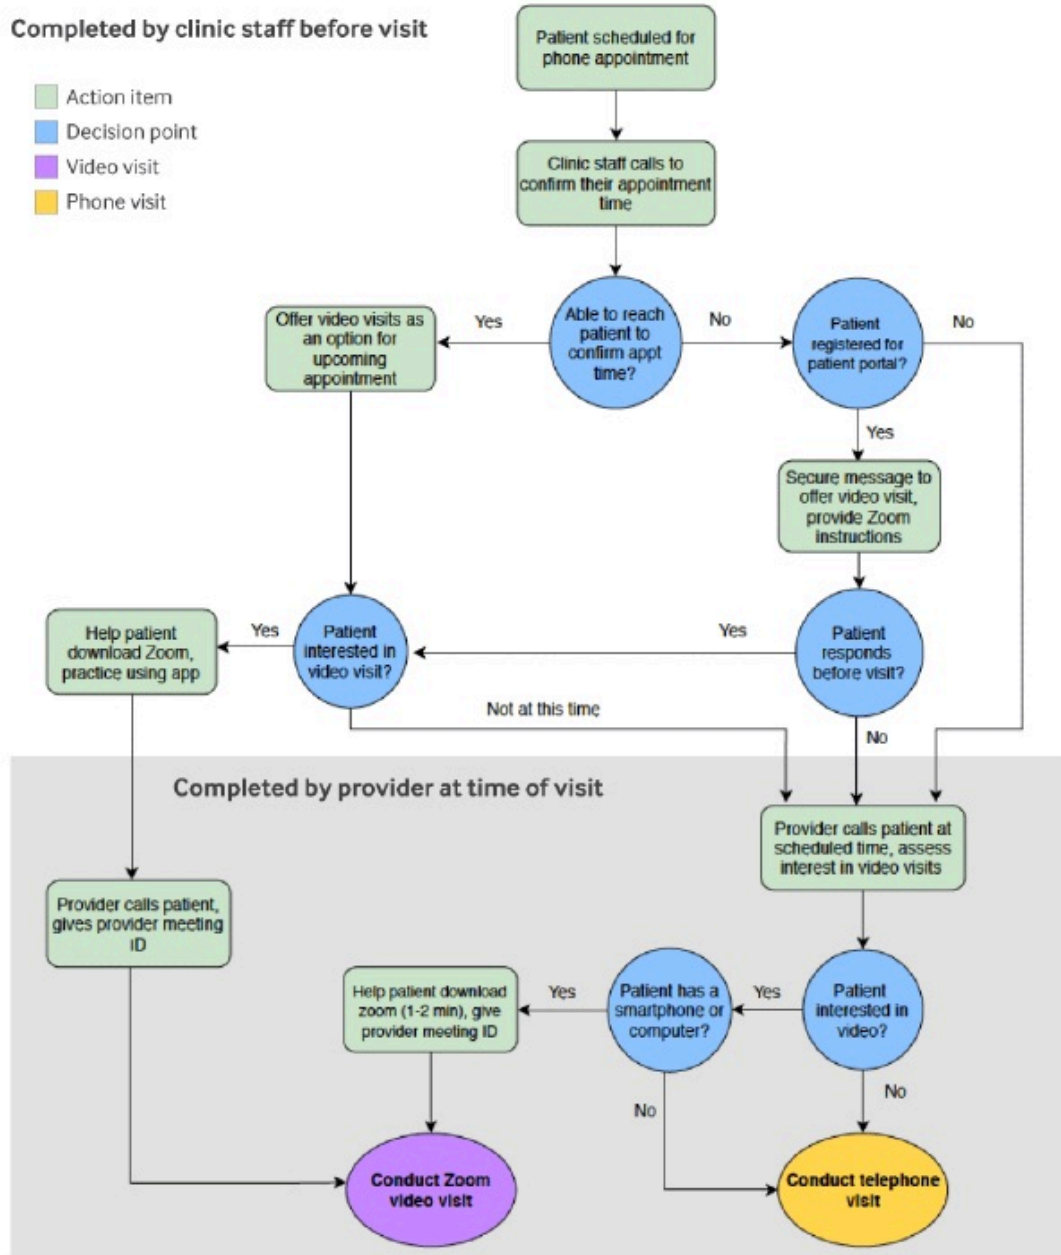 Completed by clinic staff before visit
Action item
Decision point
Video visit
Phone visit
Patient scheduled for
phone appointment
Clinic staff calls to
confirm their appointment
time
Able to reach
patient to
confirm appt
time?
Yes
No
Offer video visits as
an option for
upcoming
appointment
Patient
registered for
patient portal?
No
Yes
Secure message to
offer video visit,
provide Zoom
instructions
Patient
responds
before visit?
Yes
No
Patient
interested in
video visit?
Yes
Not at this time
Help patient
download Zoom,
practice using app
Completed by provider at time of visit
Provider calls patient,
gives provider meeting
ID
Provider calls patient at
scheduled time, assess
interest in video visits
Patient
interested in
video?
Yes
No
Patient has a
smartphone or
computer?
Yes
No
Help patient download
zoom (1-2 min), give
provider meeting ID
Conduct Zoom
video visit
Conduct telephone
visit